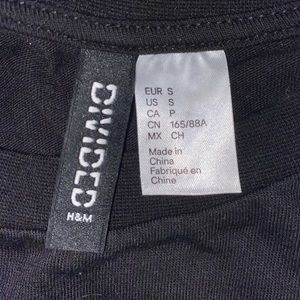 DIVIDED
H&M
EUR S
US S
CA P
CN 165/88A
MX CH
Made in
China
Fabriqué en
Chine